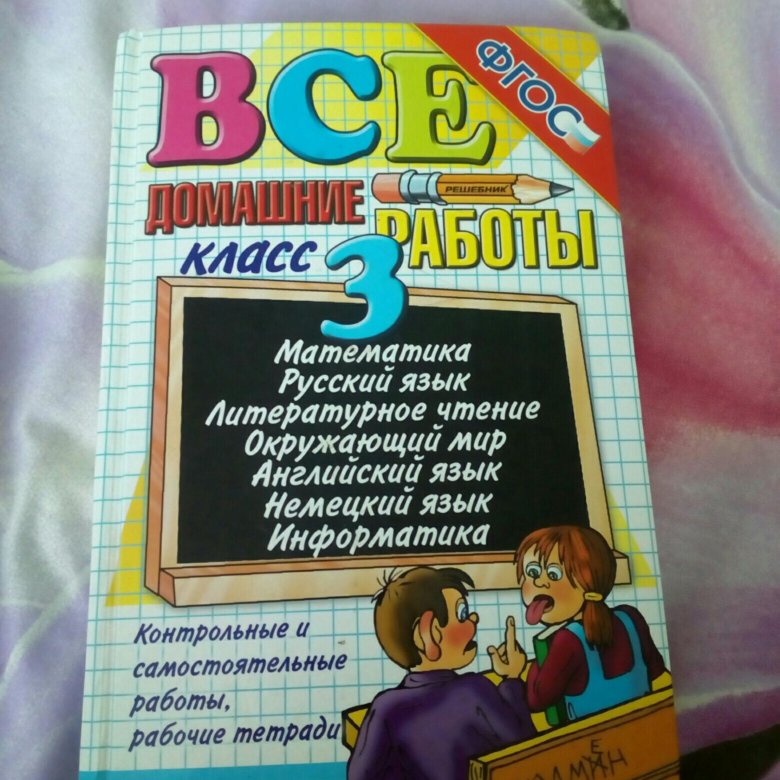 ВСЕ
ФГОС
ДОМАШНИЕ
РЕШЕБНИК
РАБОТЫ
класс 3
Математика
Русский язык
Литературное чтение
Окружающий мир
Английский язык
Немецкий язык
Информатика
Контрольные и
самостоятельные
работы,
рабочие тетради